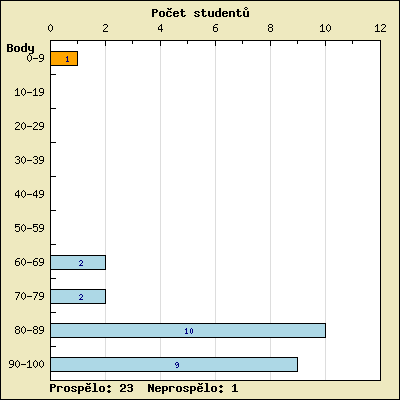 Počet studentů
0 2 4 6 8 10 12
Body
0-9 1
10-19
20-29
30-39
40-49
50-59
60-69 2
70-79 2
80-89 10
90-100 9
Prospělo: 23 Neprospělo: 1